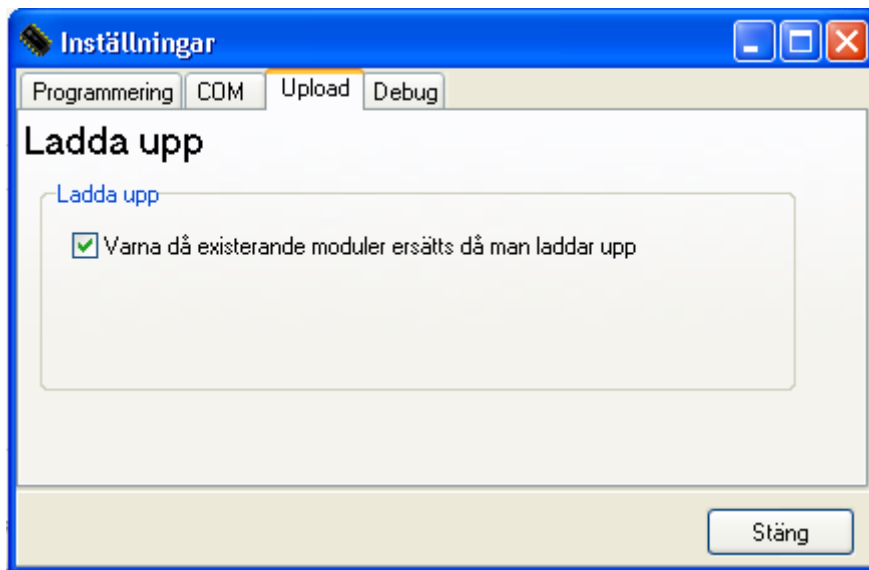 Inställningar
Programmering COM Upload Debug
Ladda upp
Ladda upp
Varna då existerande moduler ersätts då man laddar upp
Stäng